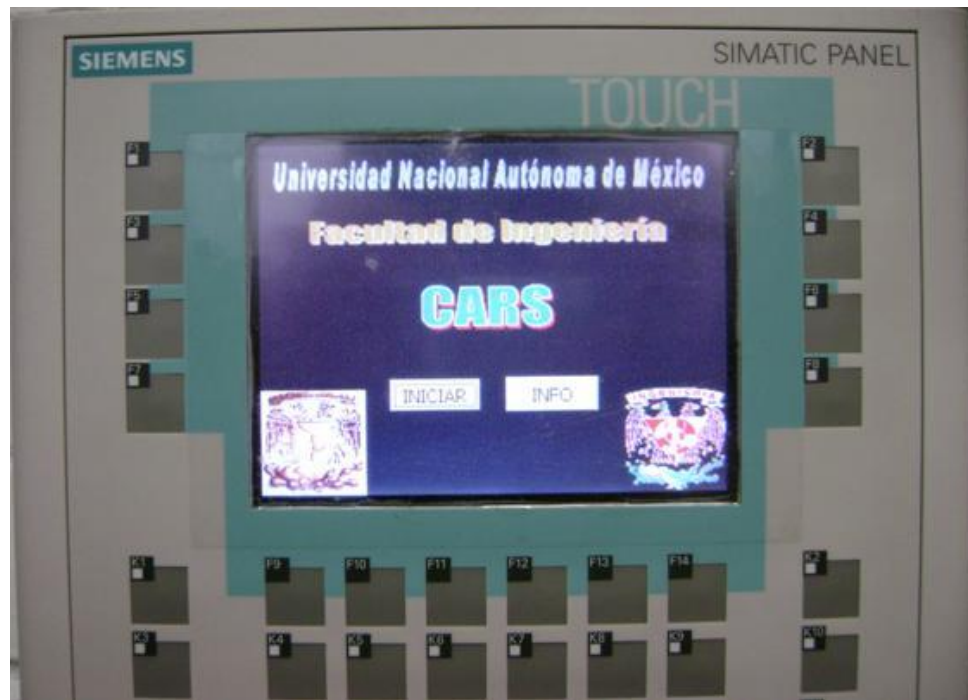 SIEMENS
SIMATIC PANEL
TOUCH
Universidad Nacional Autónoma de México
Facultad de Ingeniería
CARS
INICIAR INFO
INGENIERIA
F1 F2
F3 F4
F5 F6
F7 F8
K1 F9 F10 F11 F12 F13 F14 K2
K3 K4 K5 K6 K7 K8 K9 K10